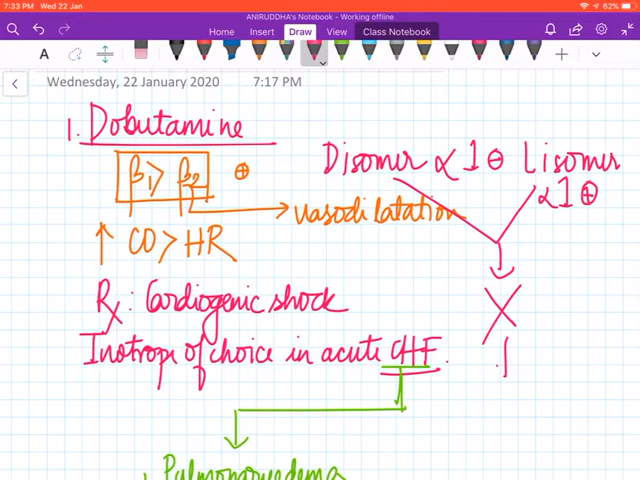 7:33 PM Wed 22 Jan
62%
ANIRUDDHA's Notebook - Working offline
Home Insert Draw View Class Notebook
A
Wednesday, 22 January 2020 7:17 PM
1. Dobutamine
β1 > β2 ⊕
vasodilatation
↑ CO > HR
Disomer α1 ⊖ Lisomer
α1 ⊕
X
Rx: Cardiogenic shock
Inotrope of choice in acute CHF.
Pulmonary edema